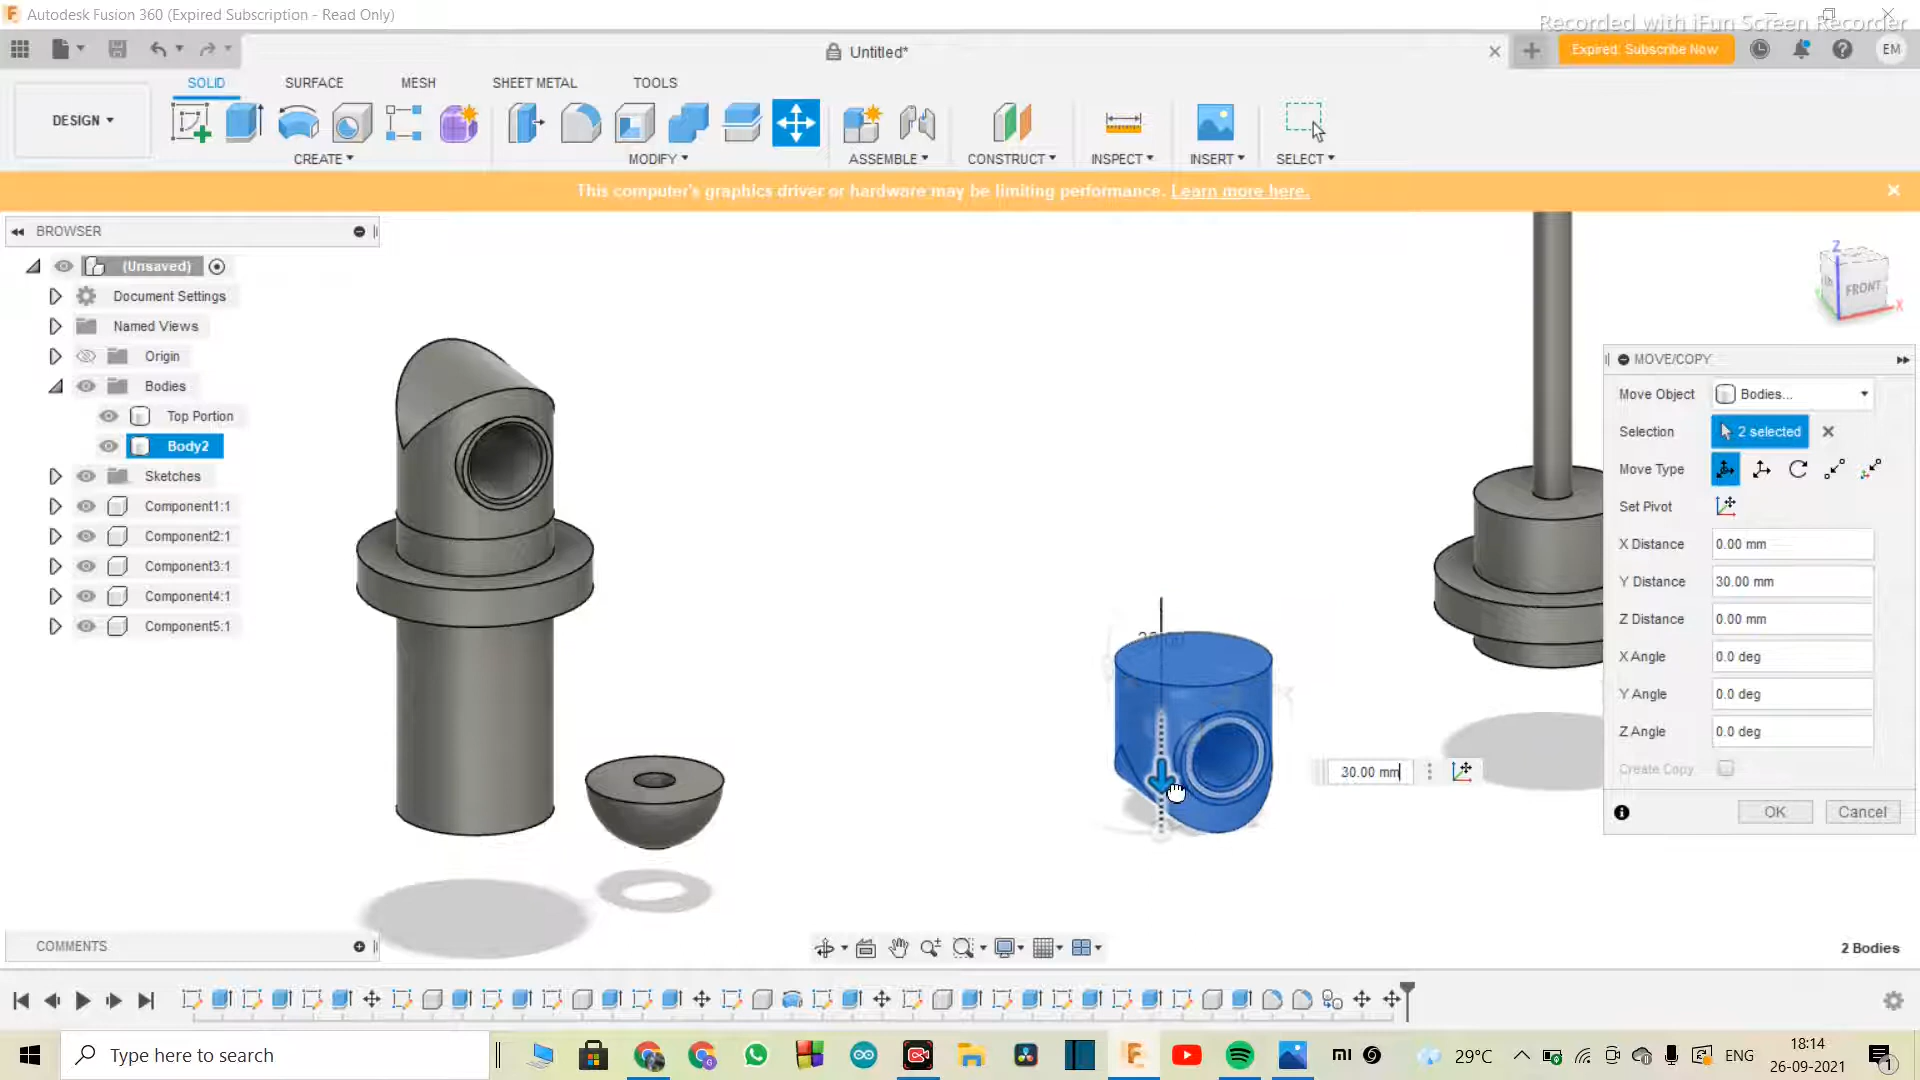 Autodesk Fusion 360 (Expired Subscription - Read Only)
Recorded with iFun Screen Recorder
Untitled*
Expired: Subscribe Now
EM
SOLID
SURFACE
MESH
SHEET METAL
TOOLS
DESIGN
CREATE
MODIFY
ASSEMBLE
CONSTRUCT
INSPECT
INSERT
SELECT
This computer's graphics driver or hardware may be limiting performance. Learn more here.
BROWSER
(Unsaved)
Document Settings
Named Views
Origin
Bodies
Top Portion
Body2
Sketches
Component1:1
Component2:1
Component3:1
Component4:1
Component5:1
Z
FRONT
X
MOVE/COPY
Move Object
Bodies...
Selection
2 selected
Move Type
Set Pivot
X Distance
0.00 mm
Y Distance
30.00 mm
Z Distance
0.00 mm
X Angle
0.0 deg
Y Angle
0.0 deg
Z Angle
0.0 deg
Create Copy
OK
Cancel
30.00 mm
COMMENTS
2 Bodies
Type here to search
29°C
ENG
18:14
26-09-2021
1